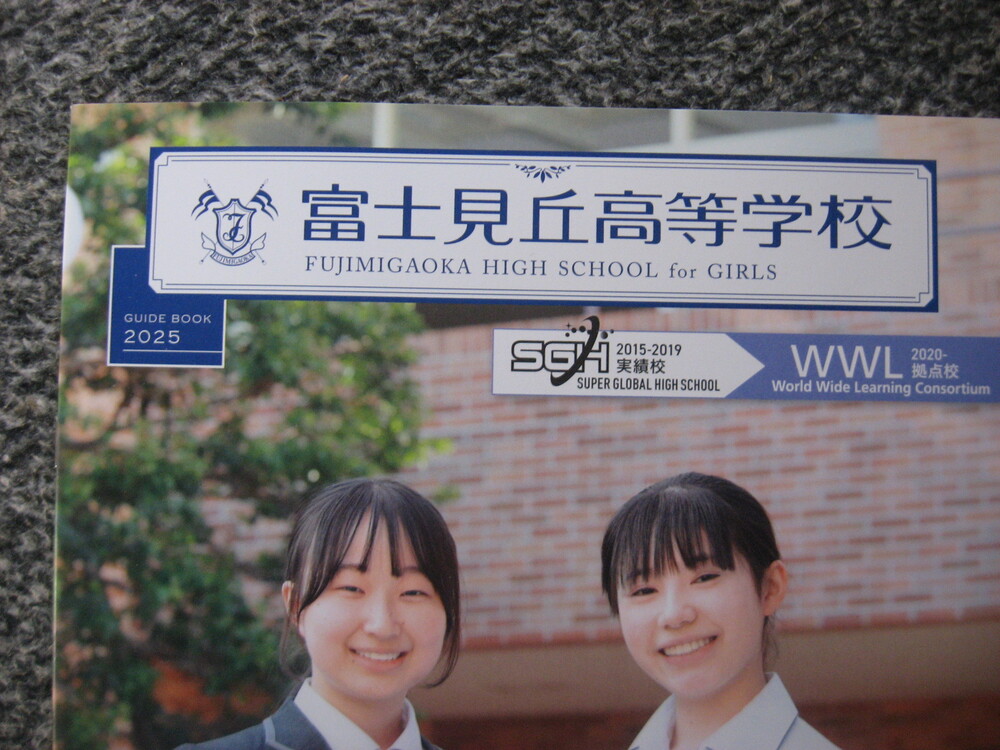 富士見丘高等学校
FUJIMIGAOKA HIGH SCHOOL for GIRLS
FUJIMIGAOKA
GUIDE BOOK
2025
SGH
2015-2019
実績校
SUPER GLOBAL HIGH SCHOOL
WWL
2020-
拠点校
World Wide Learning Consortium